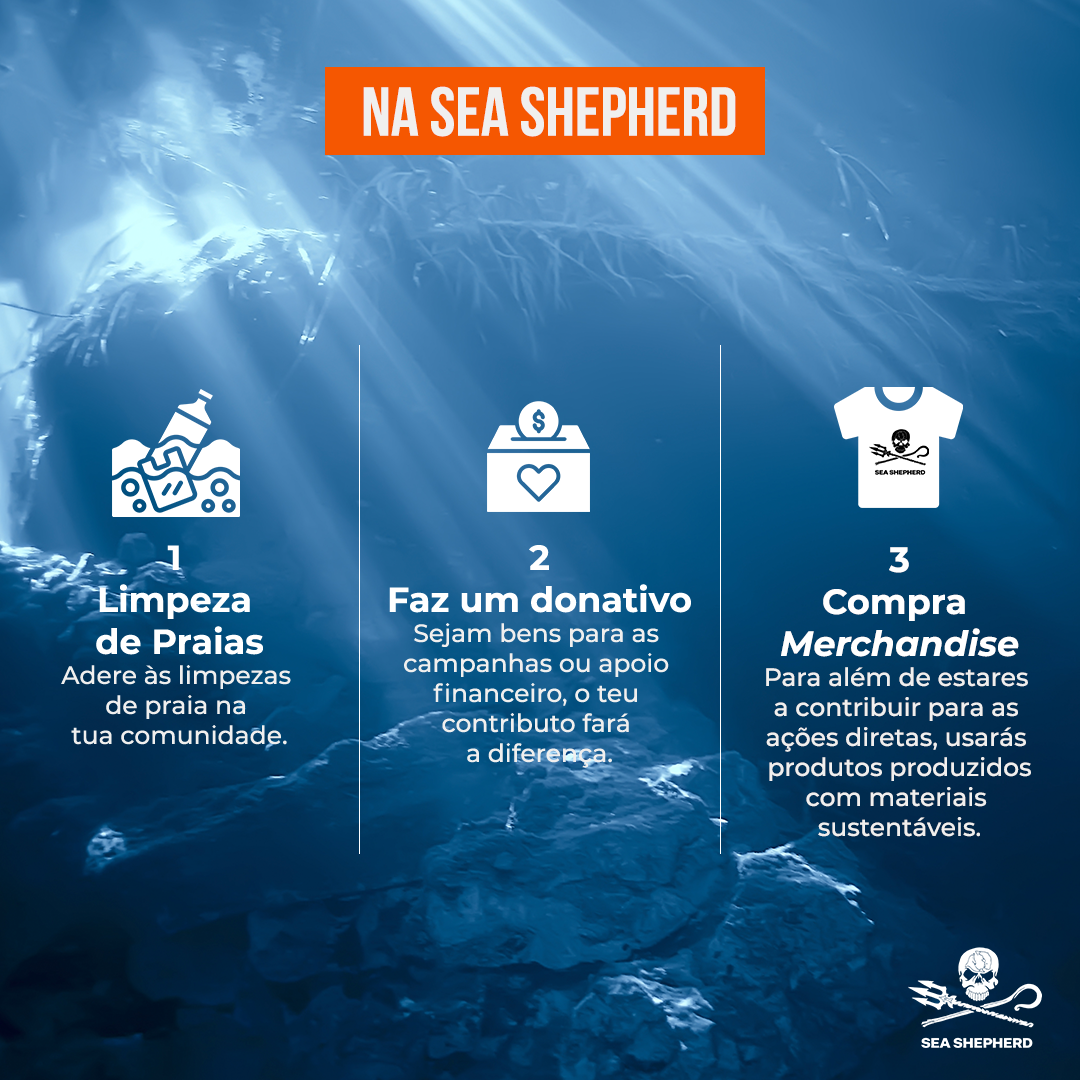 NA SEA SHEPHERD
1
Limpeza
de Praias
Adere às limpezas
de praia na
tua comunidade.
$
2
Faz um donativo
Sejam bens para as
campanhas ou apoio
financeiro, o teu
contributo fará
a diferença.
SEA SHEPHERD
3
Compra
Merchandise
Para além de estares
a contribuir para as
ações diretas, usarás
produtos produzidos
com materiais
sustentáveis.
SEA SHEPHERD